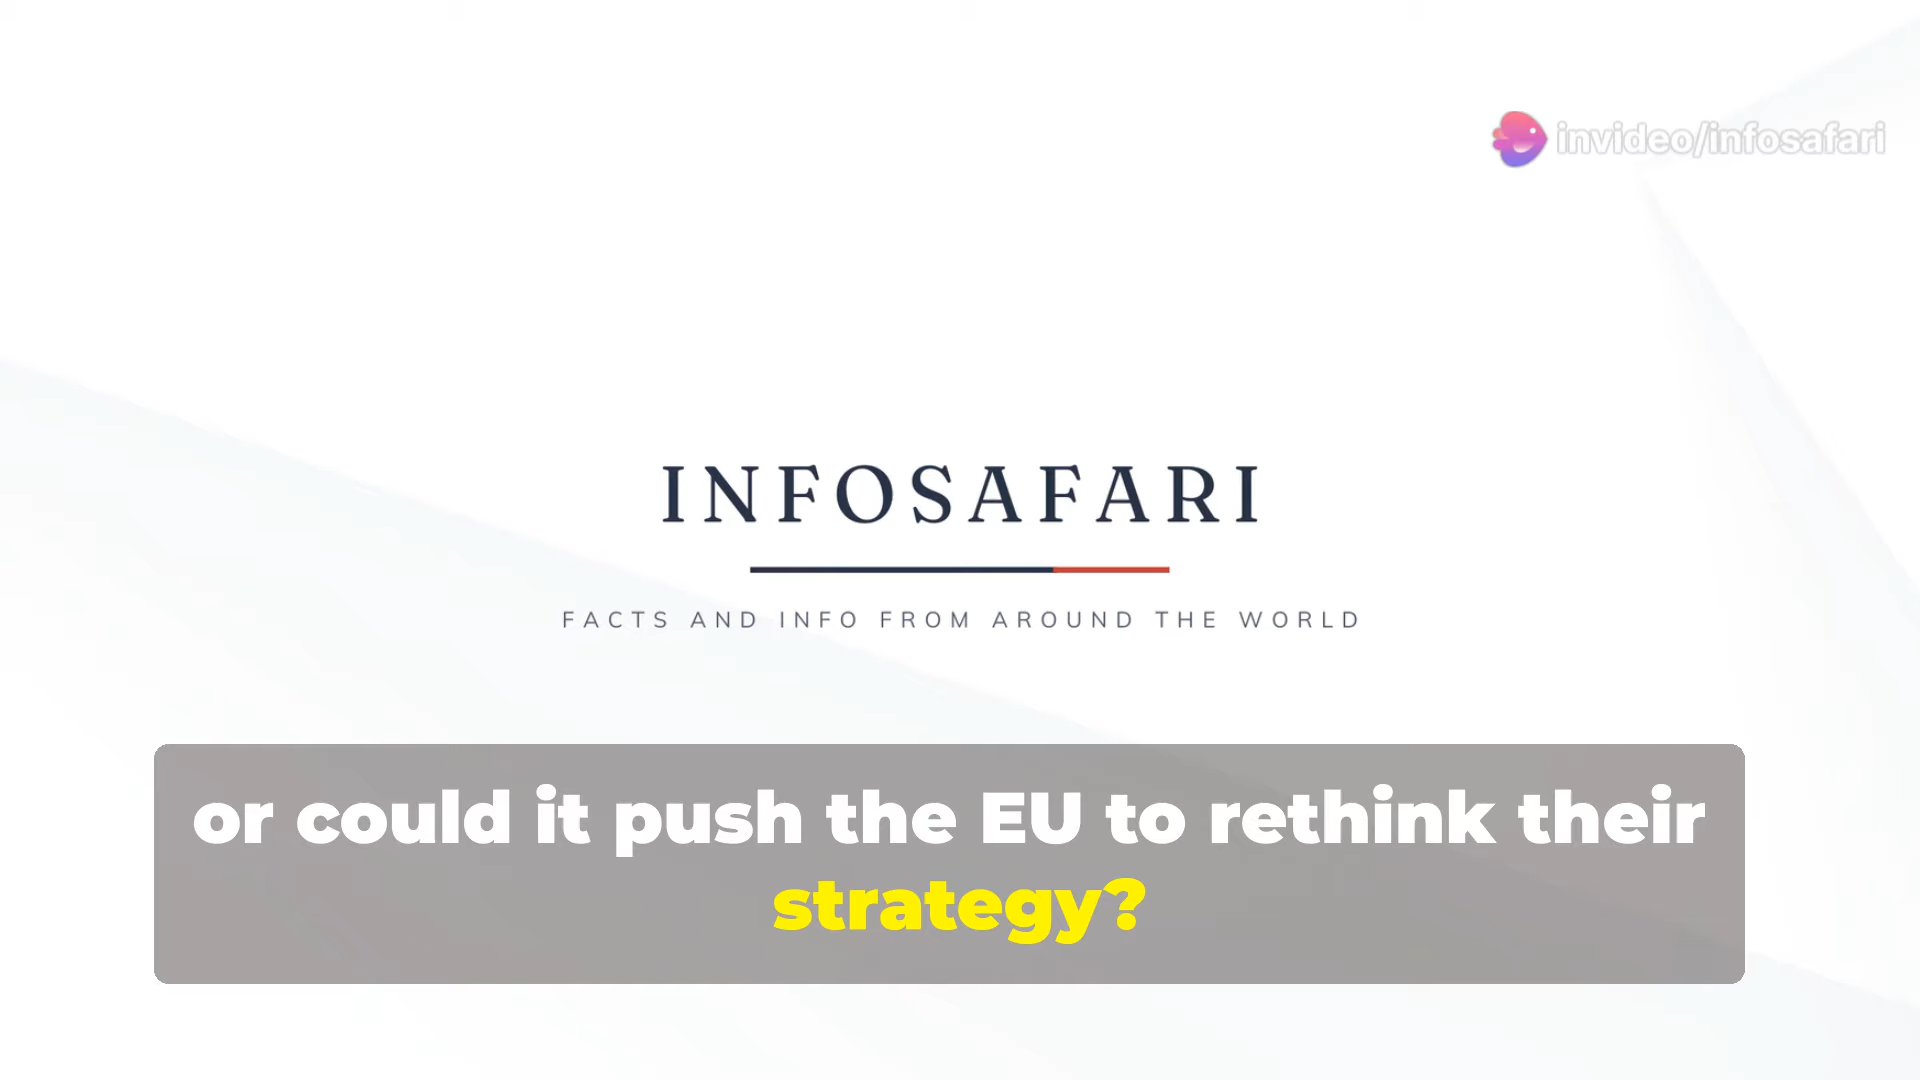 invideo/infosafari
INFOSAFARI
FACTS AND INFO FROM AROUND THE WORLD
or could it push the EU to rethink their
strategy?